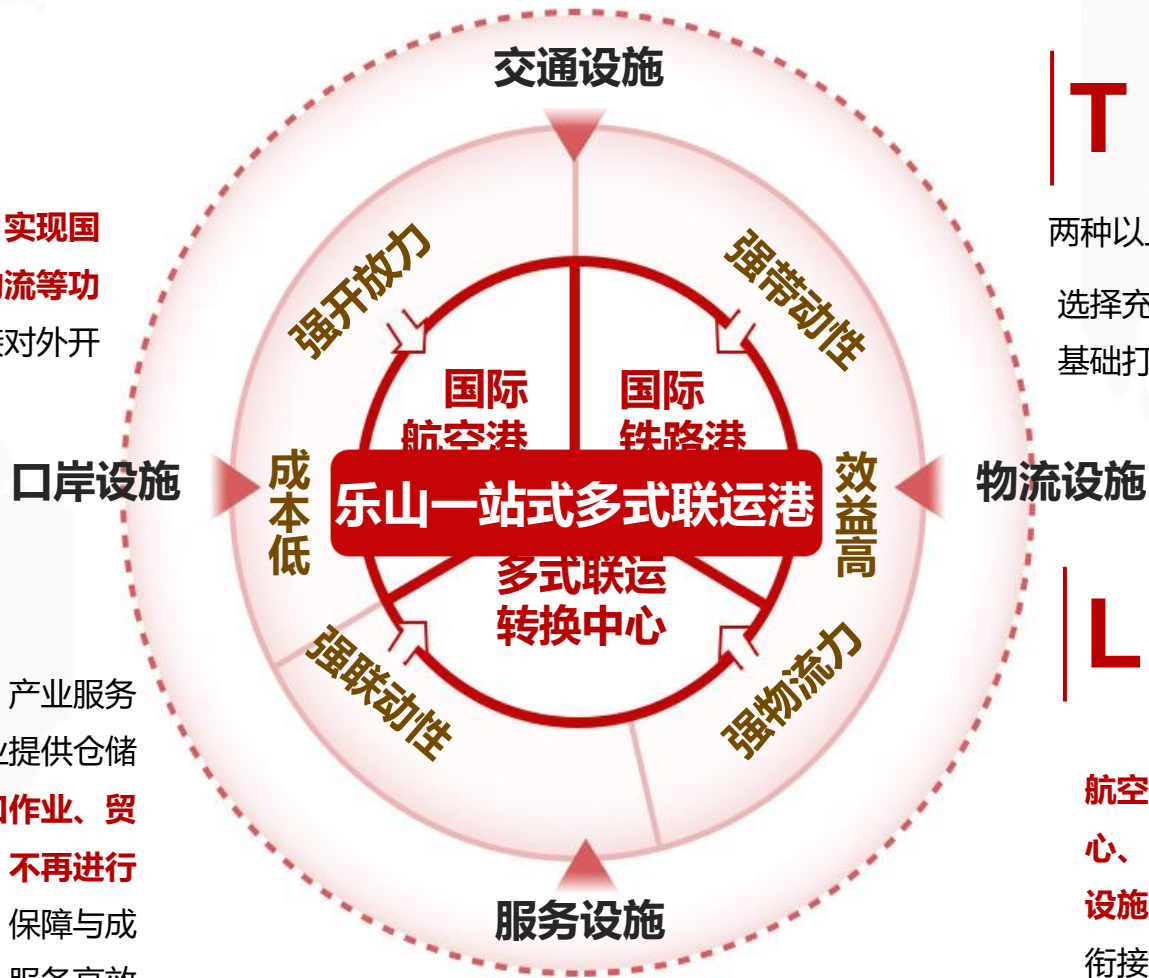 交通设施
T
实现国
物流等功
对外开
两种以
选择充
基础打
强开放力
强带动性
国际
航空港
国际
铁路港
口岸设施
成本低
乐山一站式多式联运港
效益高
物流设施
多式联运
转换中心
强联动性
强物流力
L
产业服务
提供仓储
作业、贸
不再进行
保障与成
服务高效
服务设施
航空
心、
设施
衔接